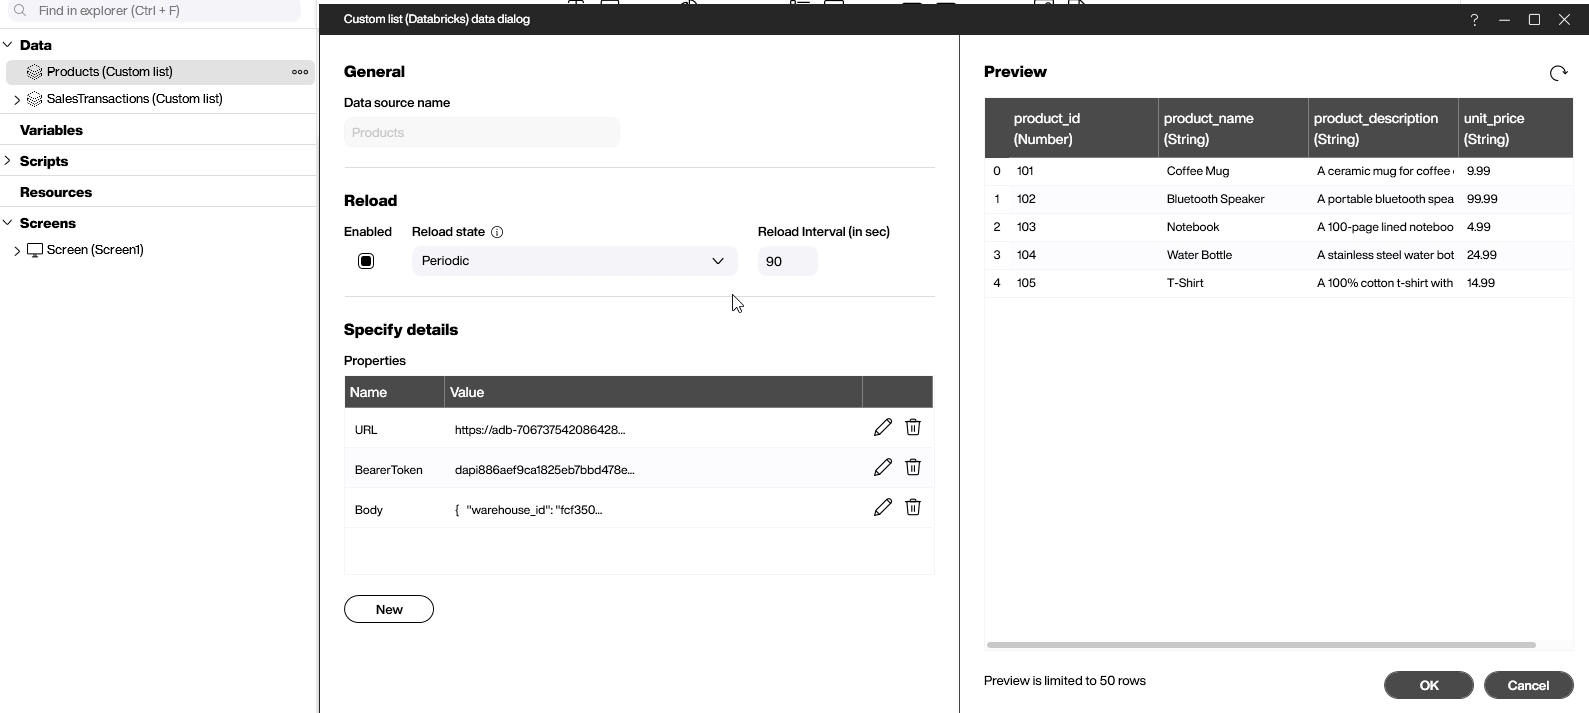 Find in explorer (Ctrl + F)
Data
Products (Custom list)
SalesTransactions (Custom list)
Variables
Scripts
Resources
Screens
Screen (Screen1)
Custom list (Databricks) data dialog
General
Data source name
Products
Reload
Enabled Reload state Reload Interval (in sec)
Periodic 90
Specify details
Properties
Name Value
URL https://adb-706737542086428...
BearerToken dapi886aef9ca1825eb7bbd478e...
Body { "warehouse_id": "fcf350...
New
Preview
product_id product_name product_description unit_price
(Number) (String) (String) (String)
0 101 Coffee Mug A ceramic mug for coffee 9.99
1 102 Bluetooth Speaker A portable bluetooth spea 99.99
2 103 Notebook A 100-page lined noteboo 4.99
3 104 Water Bottle A stainless steel water bot 24.99
4 105 T-Shirt A 100% cotton t-shirt with 14.99
Preview is limited to 50 rows
OK Cancel